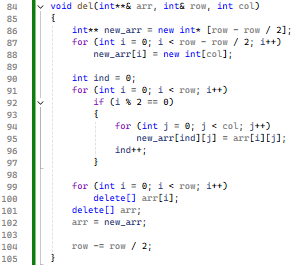 84 void del(int**& arr, int& row, int col)
85 {
86 int** new_arr = new int* [row - row / 2];
87 for (int i = 0; i < row - row / 2; i++)
88 new_arr[i] = new int[col];
89
90 int ind = 0;
91 for (int i = 0; i < row; i++)
92 if (i % 2 == 0)
93 {
94 for (int j = 0; j < col; j++)
95 new_arr[ind][j] = arr[i][j];
96 ind++;
97 }
98
99 for (int i = 0; i < row; i++)
100 delete[] arr[i];
101 delete[] arr;
102 arr = new_arr;
103
104 row -= row / 2;
105 }